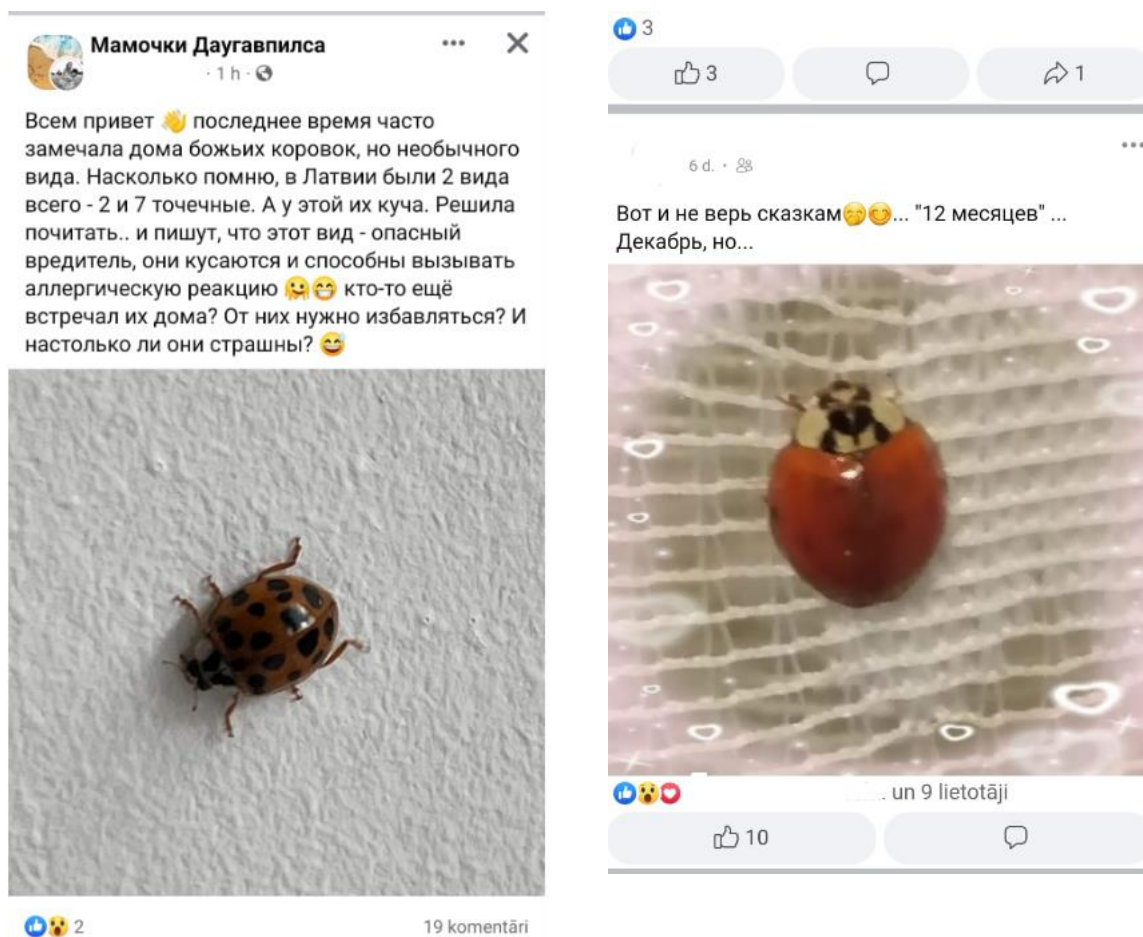 Мамочки Даугавпилса
· 1 h ·
Всем привет 👋 последнее время часто
замечала дома божьих коровок, но необычного
вида. Насколько помню, в Латвии были 2 вида
всего - 2 и 7 точечные. А у этой их куча. Решила
почитать.. и пишут, что этот вид - опасный
вредитель, они кусаются и способны вызывать
аллергическую реакцию 🤗😁 кто-то ещё
встречал их дома? От них нужно избавляться? И
настолько ли они страшны? 😅
2
19 komentāri
3
3
1
6 d. ·
Вот и не верь сказкам🤭😊... "12 месяцев" ...
Декабрь, но...
. un 9 lietotāji
10